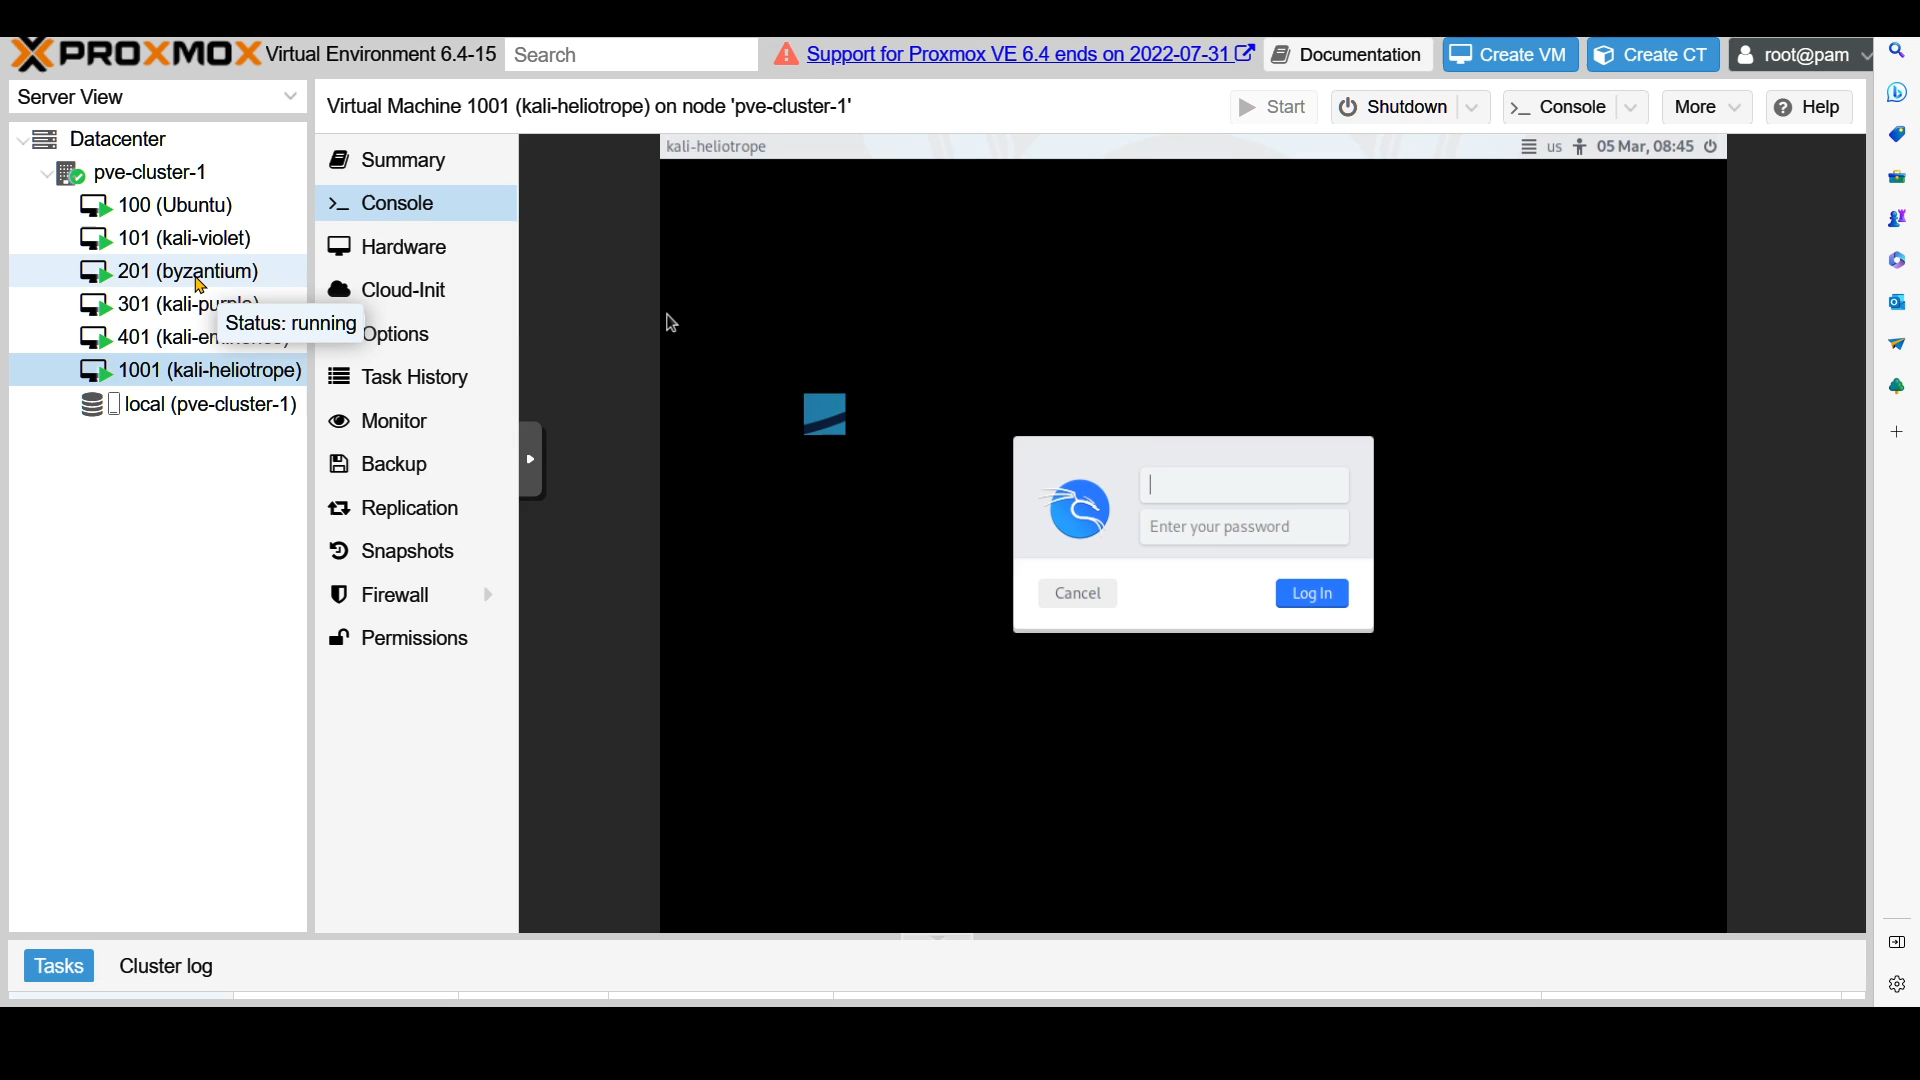 PROXMOX Virtual Environment 6.4-15 Search Support for Proxmox VE 6.4 ends on 2022-07-31 Documentation Create VM Create CT root@pam
Server View
Virtual Machine 1001 (kali-heliotrope) on node 'pve-cluster-1' Start Shutdown Console More Help
Datacenter
pve-cluster-1
100 (Ubuntu)
101 (kali-violet)
201 (byzantium)
301
401
1001 (kali-heliotrope)
local (pve-cluster-1)
Status: running
Summary
Console
Hardware
Cloud-Init
Options
Task History
Monitor
Backup
Replication
Snapshots
Firewall
Permissions
kali-heliotrope us 05 Mar, 08:45
Enter your password
Cancel Log In
Tasks Cluster log